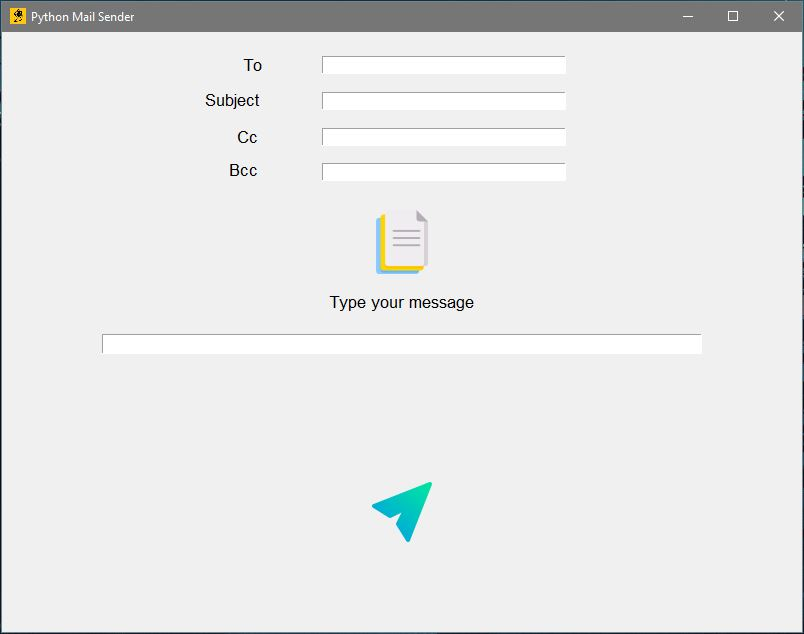 Python Mail Sender
To
Subject
Cc
Bcc
Type your message